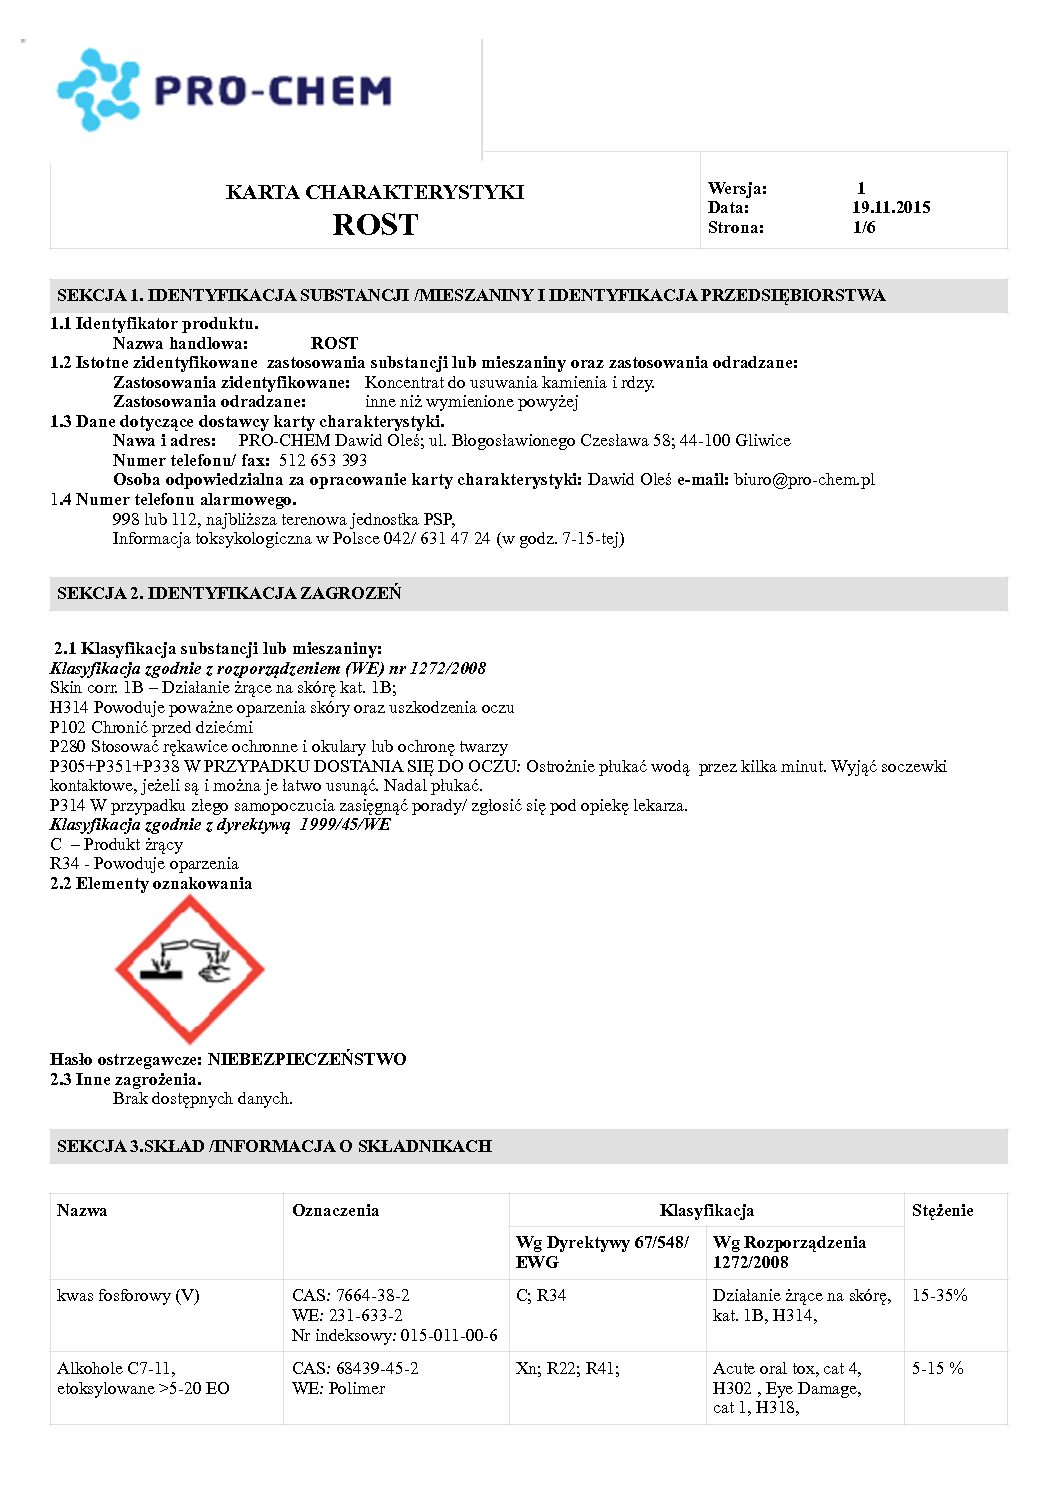 PRO-CHEM
KARTA CHARAKTERYSTYKI
ROST
Wersja: 1
Data: 19.11.2015
Strona: 1/6
SEKCJA 1. IDENTYFIKACJA SUBSTANCJI /MIESZANINY I IDENTYFIKACJA PRZEDSIĘBIORSTWA
1.1 Identyfikator produktu.
Nazwa handlowa: ROST
1.2 Istotne zidentyfikowane zastosowania substancji lub mieszaniny oraz zastosowania odradzane:
Zastosowania zidentyfikowane: Koncentrat do usuwania kamienia i rdzy.
Zastosowania odradzane: inne niż wymienione powyżej
1.3 Dane dotyczące dostawcy karty charakterystyki.
Nawa i adres: PRO-CHEM Dawid Oleś; ul. Błogosławionego Czesława 58; 44-100 Gliwice
Numer telefonu/ fax: 512 653 393
Osoba odpowiedzialna za opracowanie karty charakterystyki: Dawid Oleś e-mail: biuro@pro-chem.pl
1.4 Numer telefonu alarmowego.
998 lub 112, najbliższa terenowa jednostka PSP,
Informacja toksykologiczna w Polsce 042/ 631 47 24 (w godz. 7-15-tej)
SEKCJA 2. IDENTYFIKACJA ZAGROZEŃ
2.1 Klasyfikacja substancji lub mieszaniny:
Klasyfikacja zgodnie z rozporządzeniem (WE) nr 1272/2008
Skin corr. 1B – Działanie żrące na skórę kat. 1B;
H314 Powoduje poważne oparzenia skóry oraz uszkodzenia oczu
P102 Chronić przed dziećmi
P280 Stosować rękawice ochronne i okulary lub ochronę twarzy
P305+P351+P338 W PRZYPADKU DOSTANIA SIĘ DO OCZU: Ostrożnie płukać wodą przez kilka minut. Wyjąć soczewki
kontaktowe, jeżeli są i można je łatwo usunąć. Nadal płukać.
P314 W przypadku złego samopoczucia zasięgnąć porady/ zgłosić się pod opiekę lekarza.
Klasyfikacja zgodnie z dyrektywą 1999/45/WE
C – Produkt żrący
R34 - Powoduje oparzenia
2.2 Elementy oznakowania
Hasło ostrzegawcze: NIEBEZPIECZEŃSTWO
2.3 Inne zagrożenia.
Brak dostępnych danych.
SEKCJA 3.SKŁAD /INFORMACJA O SKŁADNIKACH
Nazwa Oznaczenia Klasyfikacja Stężenie
Wg Dyrektywy 67/548/ Wg Rozporządzenia
EWG 1272/2008
kwas fosforowy (V) CAS: 7664-38-2 C; R34 Działanie żrące na skórę, 15-35%
WE: 231-633-2 kat. 1B, H314,
Nr indeksowy: 015-011-00-6
Alkohole C7-11, CAS: 68439-45-2 Xn; R22; R41; Acute oral tox, cat 4, 5-15 %
etoksylowane >5-20 EO WE: Polimer H302 , Eye Damage,
cat 1, H318,